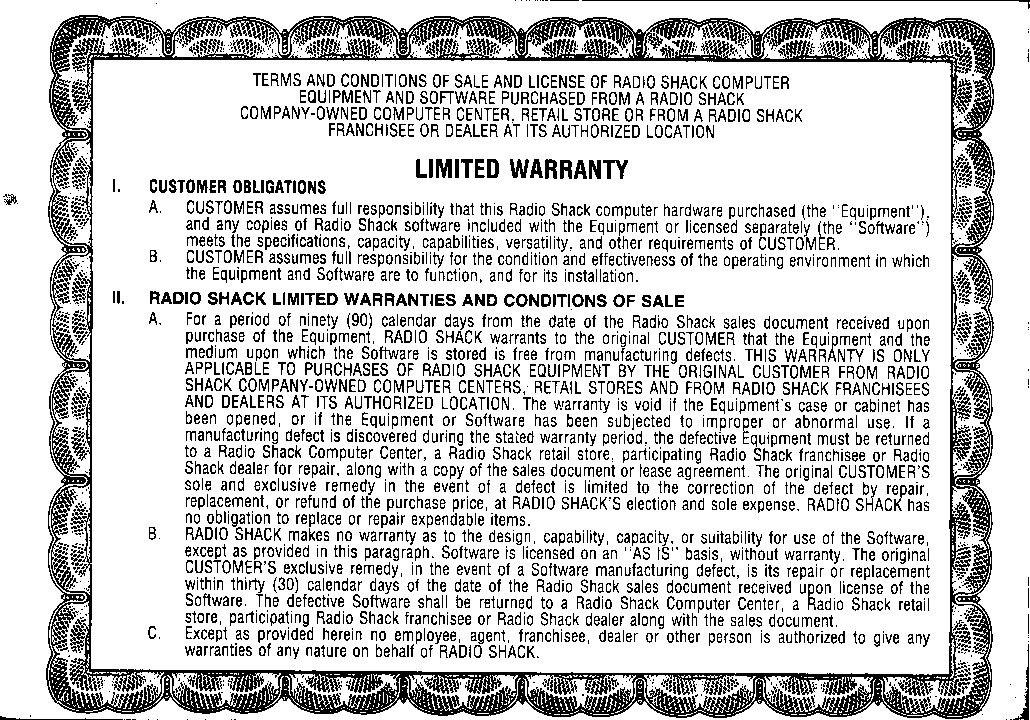 TERMS AND CONDITIONS OF SALE AND LICENSE OF RADIO SHACK COMPUTER
EQUIPMENT AND SOFTWARE PURCHASED FROM A RADIO SHACK
COMPANY-OWNED COMPUTER CENTER, RETAIL STORE OR FROM A RADIO SHACK
FRANCHISEE OR DEALER AT ITS AUTHORIZED LOCATION
LIMITED WARRANTY
I. CUSTOMER OBLIGATIONS
A. CUSTOMER assumes full responsibility that this Radio Shack computer hardware purchased (the "Equipment"),
and any copies of Radio Shack software included with the Equipment or licensed separately (the "Software")
meets the specifications, capacity, capabilities, versatility, and other requirements of CUSTOMER.
B. CUSTOMER assumes full responsibility for the condition and effectiveness of the operating environment in which
the Equipment and Software are to function, and for its installation.
II. RADIO SHACK LIMITED WARRANTIES AND CONDITIONS OF SALE
A. For a period of ninety (90) calendar days from the date of the Radio Shack sales document received upon
purchase of the Equipment, RADIO SHACK warrants to the original CUSTOMER that the Equipment and the
medium upon which the Software is stored is free from manufacturing defects. THIS WARRANTY IS ONLY
APPLICABLE TO PURCHASES OF RADIO SHACK EQUIPMENT BY THE ORIGINAL CUSTOMER FROM RADIO
SHACK COMPANY-OWNED COMPUTER CENTERS, RETAIL STORES AND FROM RADIO SHACK FRANCHISEES
AND DEALERS AT ITS AUTHORIZED LOCATION. The warranty is void if the Equipment's case or cabinet has
been opened, or if the Equipment or Software has been subjected to improper or abnormal use. If a
manufacturing defect is discovered during the stated warranty period, the defective Equipment must be returned
to a Radio Shack Computer Center, a Radio Shack retail store, participating Radio Shack franchisee or Radio
Shack dealer for repair, along with a copy of the sales document or lease agreement. The original CUSTOMER'S
sole and exclusive remedy in the event of a defect is limited to the correction of the defect by repair,
replacement, or refund of the purchase price, at RADIO SHACK'S election and sole expense. RADIO SHACK has
no obligation to replace or repair expendable items.
B. RADIO SHACK makes no warranty as to the design, capability, capacity, or suitability for use of the Software,
except as provided in this paragraph. Software is licensed on an "AS IS" basis, without warranty. The original
CUSTOMER'S exclusive remedy, in the event of a Software manufacturing defect, is its repair or replacement
within thirty (30) calendar days of the date of the Radio Shack sales document received upon license of the
Software. The defective Software shall be returned to a Radio Shack Computer Center, a Radio Shack retail
store, participating Radio Shack franchisee or Radio Shack dealer along with the sales document.
C. Except as provided herein no employee, agent, franchisee, dealer or other person is authorized to give any
warranties of any nature on behalf of RADIO SHACK.